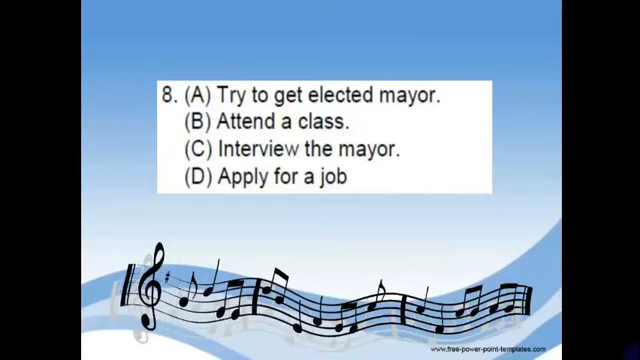 8. (A) Try to get elected mayor.
(B) Attend a class.
(C) Interview the mayor.
(D) Apply for a job
www.free-power-point-templates.com